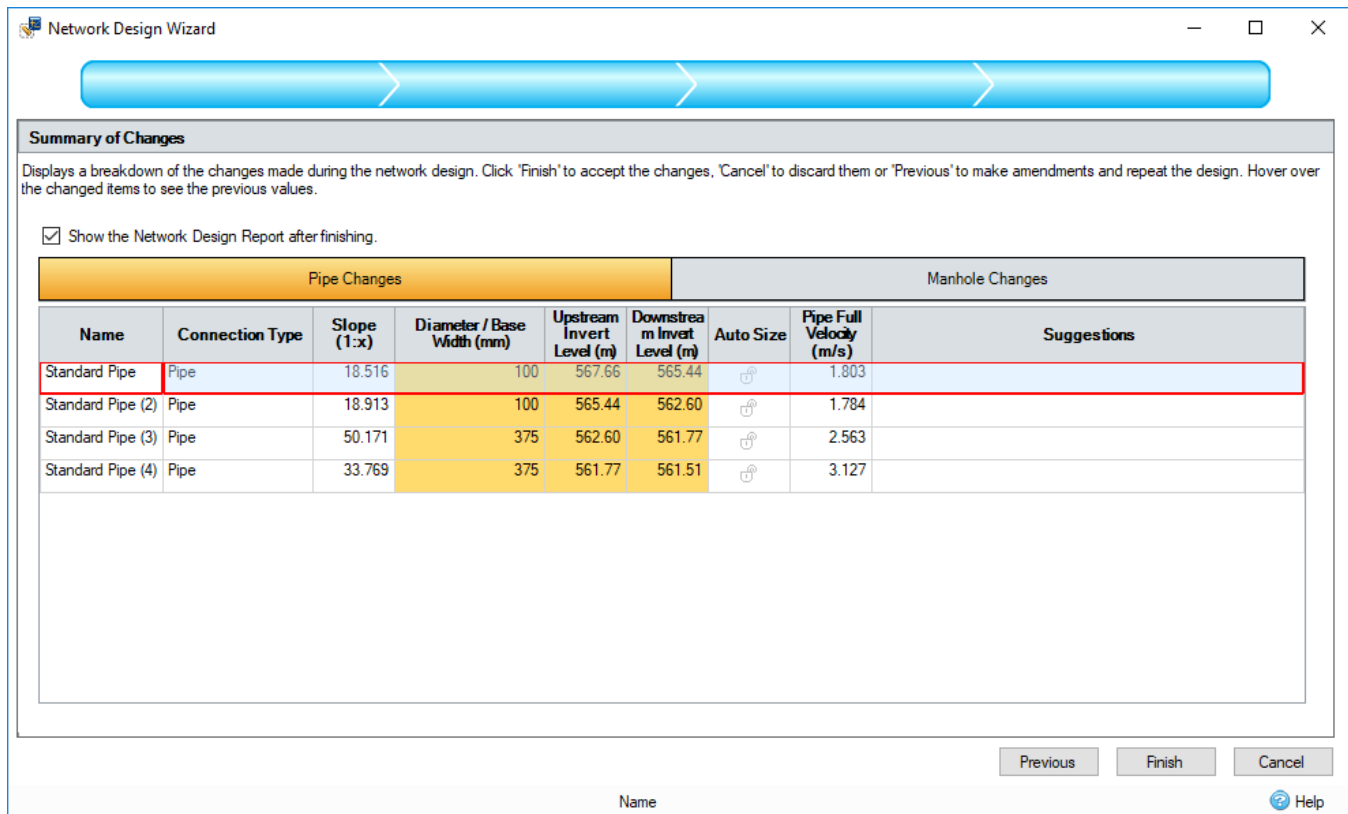 Network Design Wizard
Summary of Changes
Displays a breakdown of the changes made during the network design. Click 'Finish' to accept the changes, 'Cancel' to discard them or 'Previous' to make amendments and repeat the design. Hover over
the changed items to see the previous values.
Show the Network Design Report after finishing.
Pipe Changes Manhole Changes
Name Connection Type Slope (1:x) Diameter / Base Width (mm) Upstream Invert Level (m) Downstrea m Invert Level (m) Auto Size Pipe Full Velocity (m/s) Suggestions
Standard Pipe Pipe 18.516 100 567.66 565.44 1.803
Standard Pipe (2) Pipe 18.913 100 565.44 562.60 1.784
Standard Pipe (3) Pipe 50.171 375 562.60 561.77 2.563
Standard Pipe (4) Pipe 33.769 375 561.77 561.51 3.127
Previous Finish Cancel
Name Help